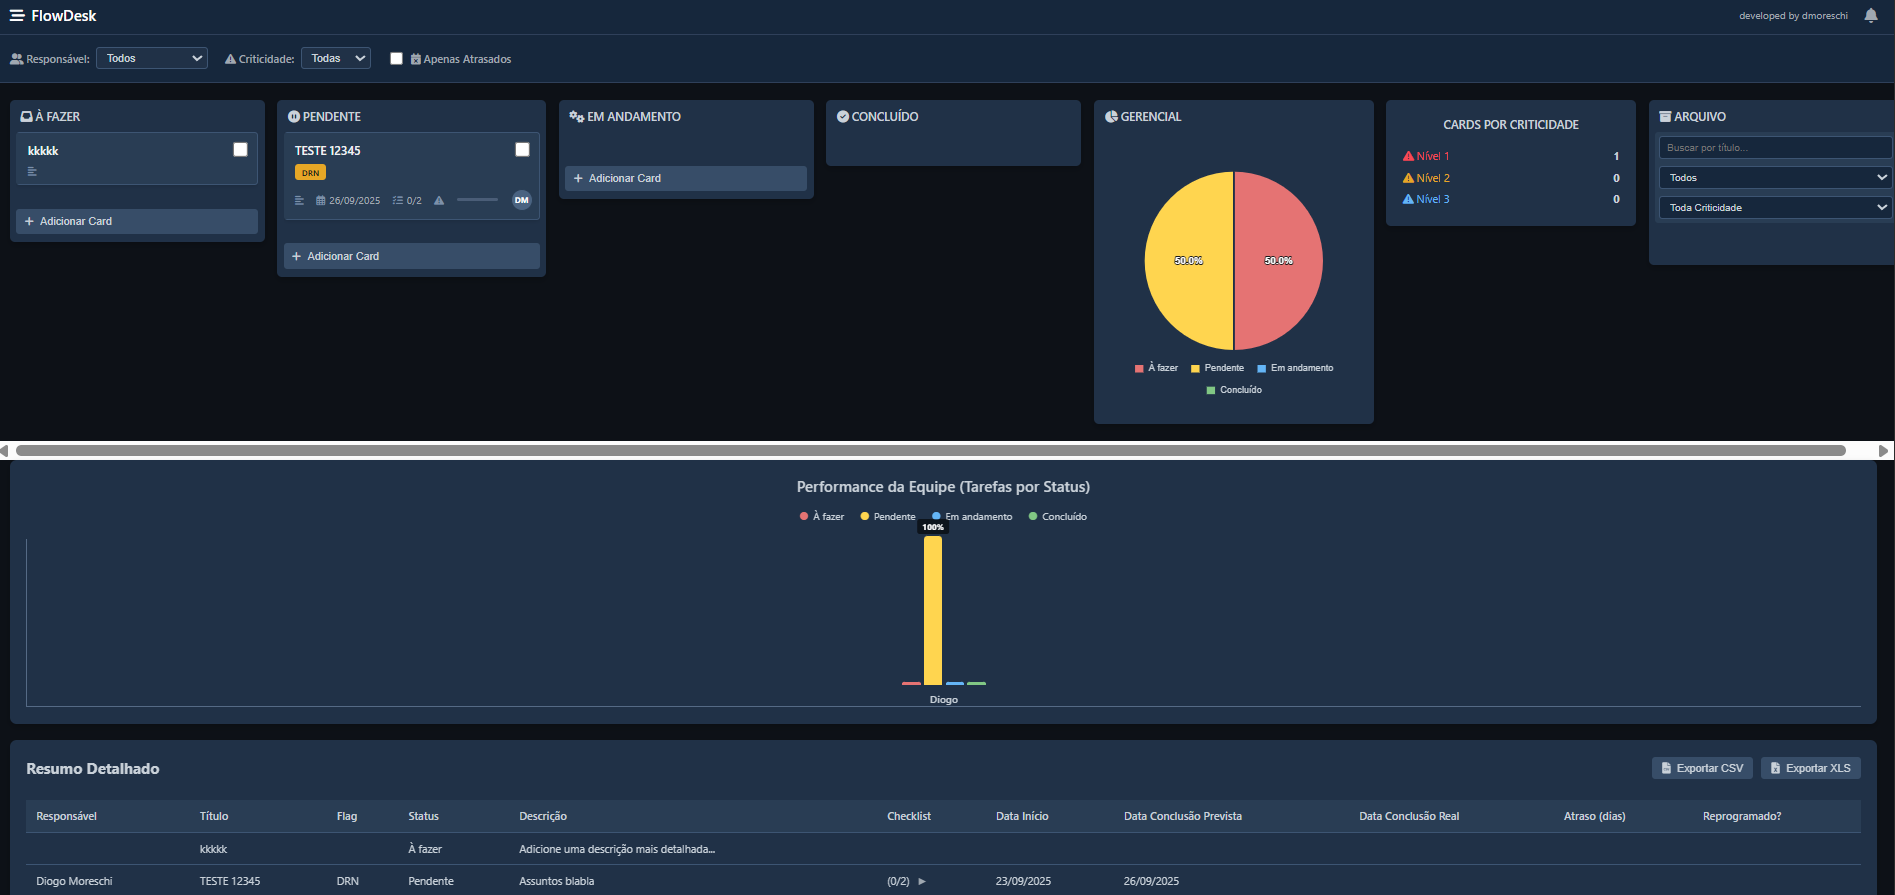 FlowDesk
developed by dmoreschi
Responsável: Todos Criticidade: Todas Apenas Atrasados
À FAZER
kkkkk
+ Adicionar Card
PENDENTE
TESTE 12345
DRN
26/09/2025 0/2 DM
+ Adicionar Card
EM ANDAMENTO
+ Adicionar Card
CONCLUÍDO
GERENCIAL
50.0% 50.0%
À fazer Pendente Em andamento
Concluído
CARDS POR CRITICIDADE
Nível 1 1
Nível 2 0
Nível 3 0
ARQUIVO
Buscar por título...
Todos
Toda Criticidade
Performance da Equipe (Tarefas por Status)
À fazer Pendente Em andamento Concluído
100%
Diogo
Resumo Detalhado
Exportar CSV Exportar XLS
Responsável Título Flag Status Descrição Checklist Data Início Data Conclusão Prevista Data Conclusão Real Atraso (dias) Reprogramado?
kkkkk À fazer Adicione uma descrição mais detalhada...
Diogo Moreschi TESTE 12345 DRN Pendente Assuntos blabla (0/2) ► 23/09/2025 26/09/2025